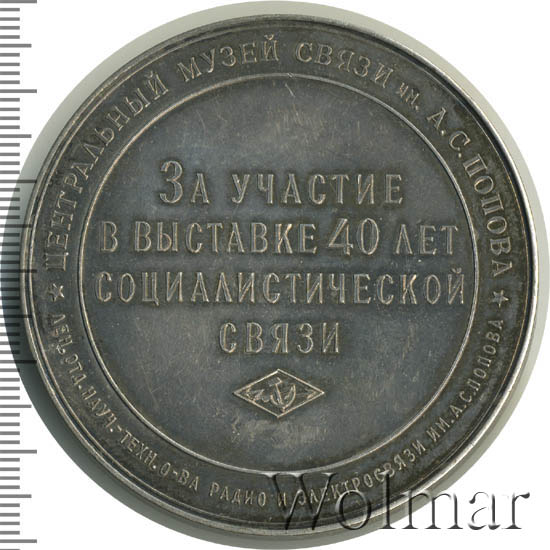 ЦЕНТРАЛЬНЫЙ МУЗЕЙ СВЯЗИ ИМ. А.С. ПОПОВА
ЗА УЧАСТИЕ
В ВЫСТАВКЕ 40 ЛЕТ
СОЦИАЛИСТИЧЕСКОЙ
СВЯЗИ
★ ЛЕН. ОТД. НАУЧ.-ТЕХН. О-ВА РАДИО И ЭЛЕКТРОСВЯЗИ ИМ. А.С. ПОПОВА ★
Wolmar